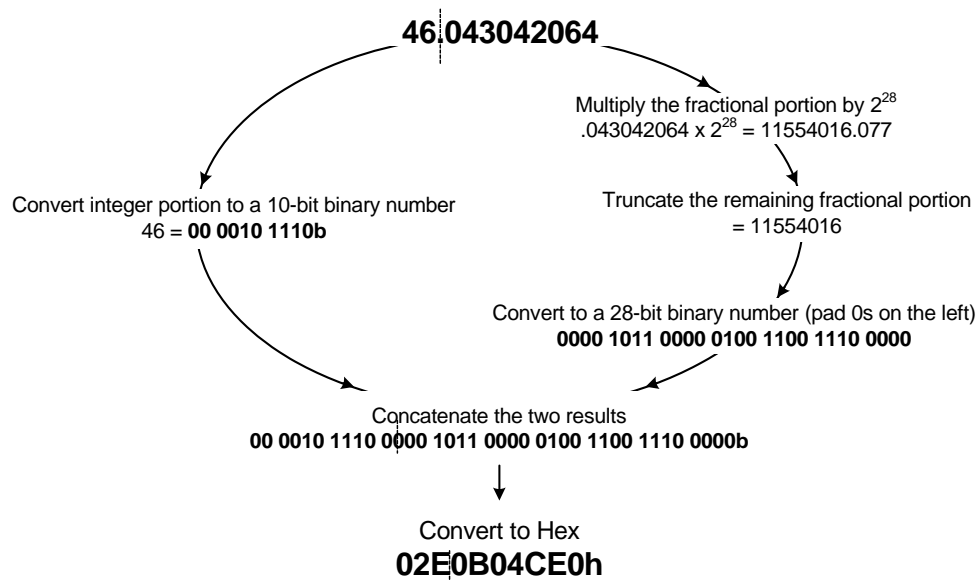 46.043042064
Multiply the fractional portion by 2^28
.043042064 x 2^28 = 11554016.077
Convert integer portion to a 10-bit binary number
46 = 00 0010 1110b
Truncate the remaining fractional portion
= 11554016
Convert to a 28-bit binary number (pad 0s on the left)
0000 1011 0000 0100 1100 1110 0000
Concatenate the two results
00 0010 1110 0000 1011 0000 0100 1100 1110 0000b
Convert to Hex
02E0B04CE0h